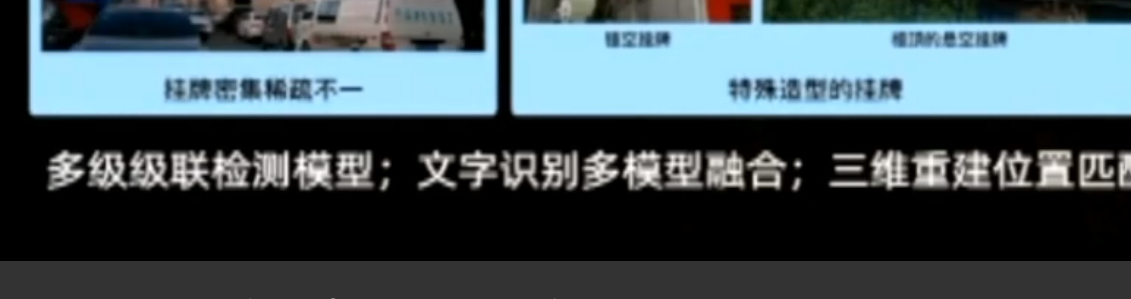 镂空挂牌 楼顶的悬空挂牌
挂牌密集稀疏不一 特殊造型的挂牌
多级级联检测模型；文字识别多模型融合；三维重建位置匹配